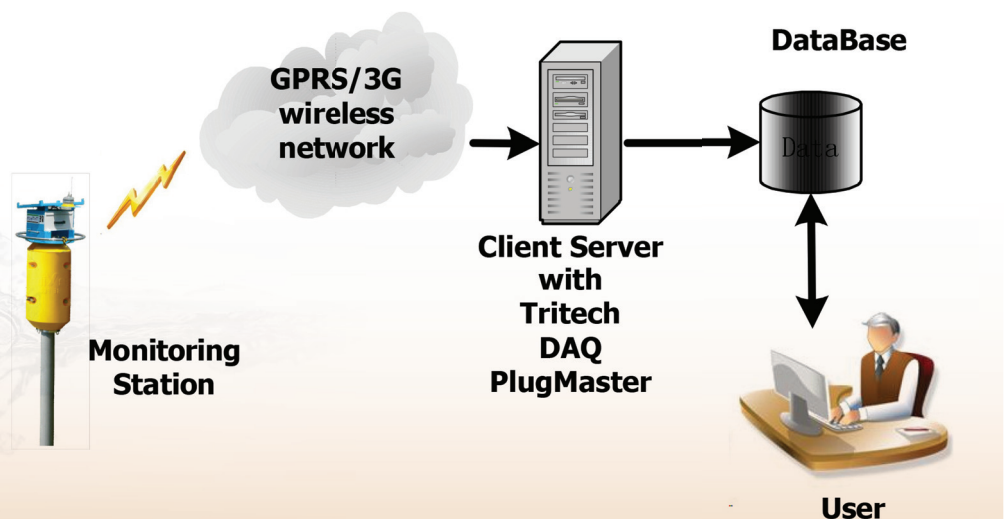 DataBase
GPRS/3G
wireless
network
Data
Client Server
with
Tritech
DAQ
PlugMaster
Monitoring
Station
User